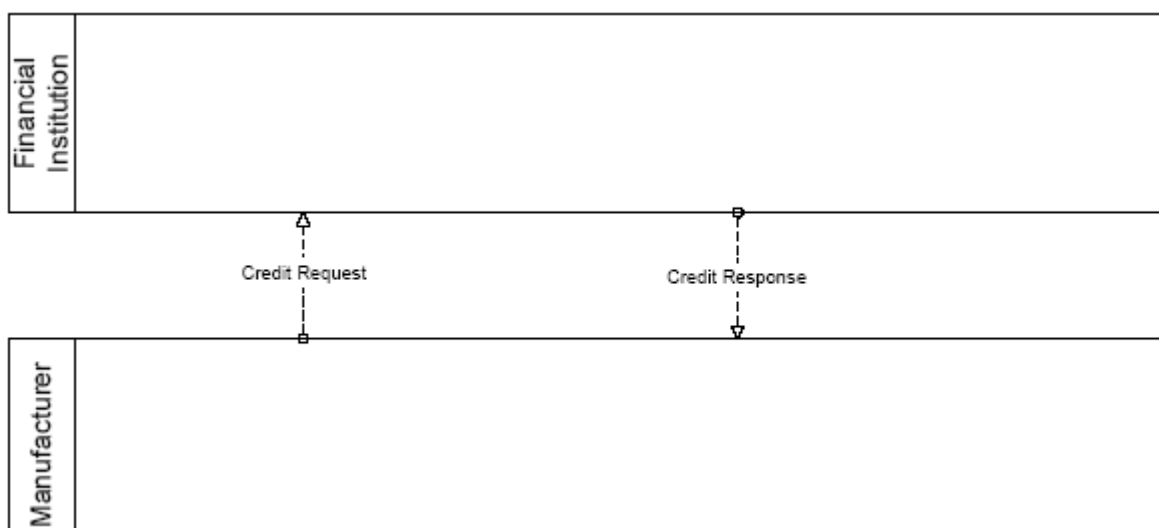 Financial
Institution
Credit Request
Credit Response
Manufacturer